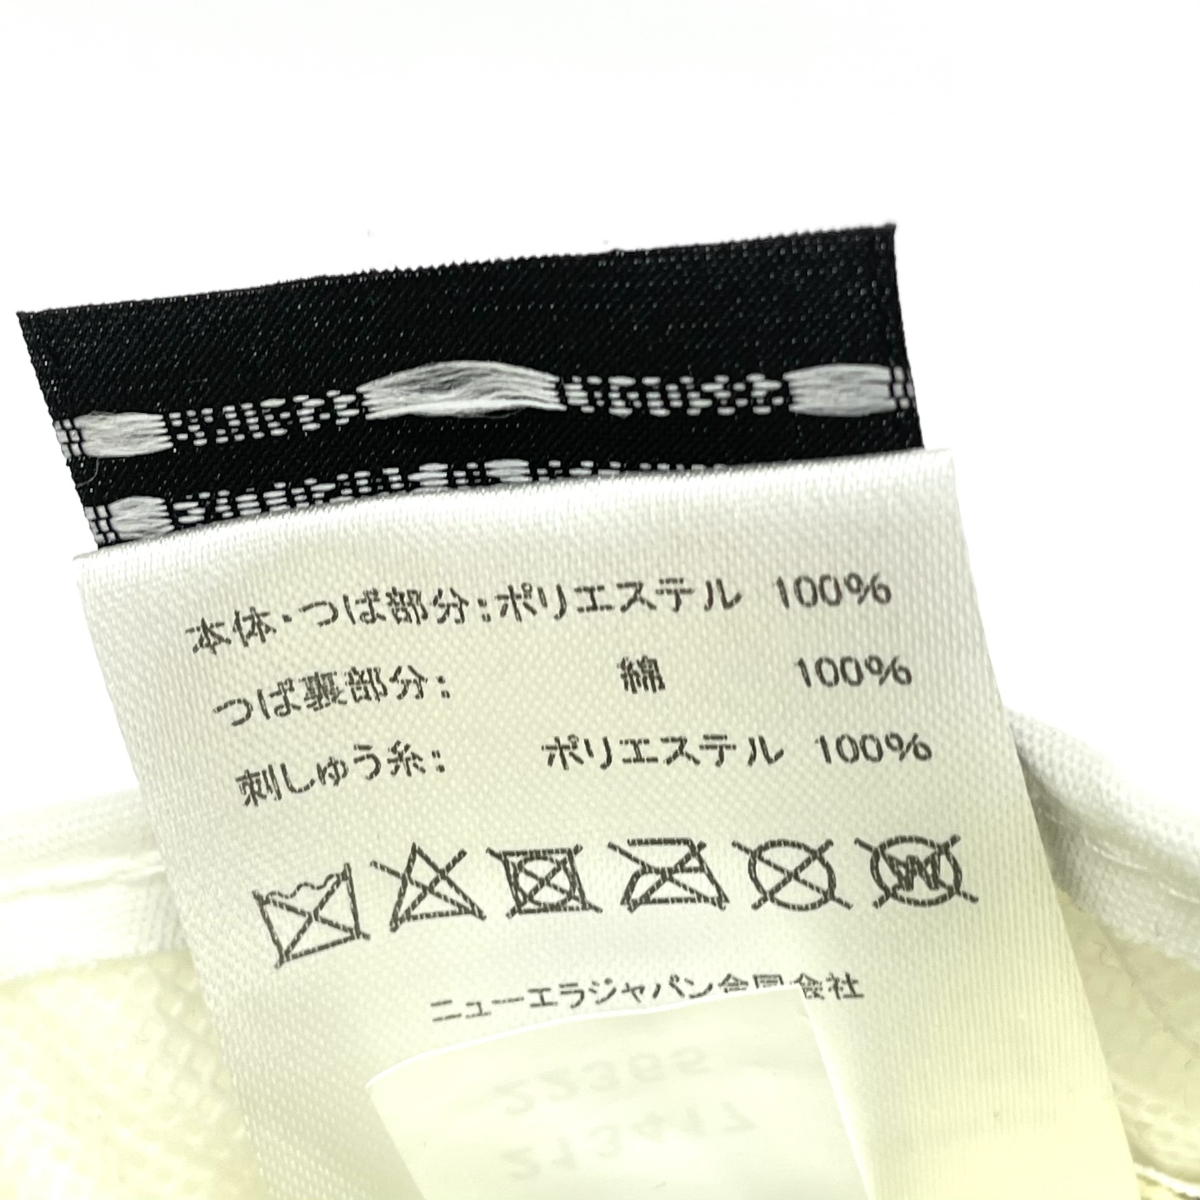 本体・つば部分:ポリエステル 100%
つば裏部分: 綿 100%
刺しゅう糸: ポリエステル 100%
ニューエラジャパン合同会社